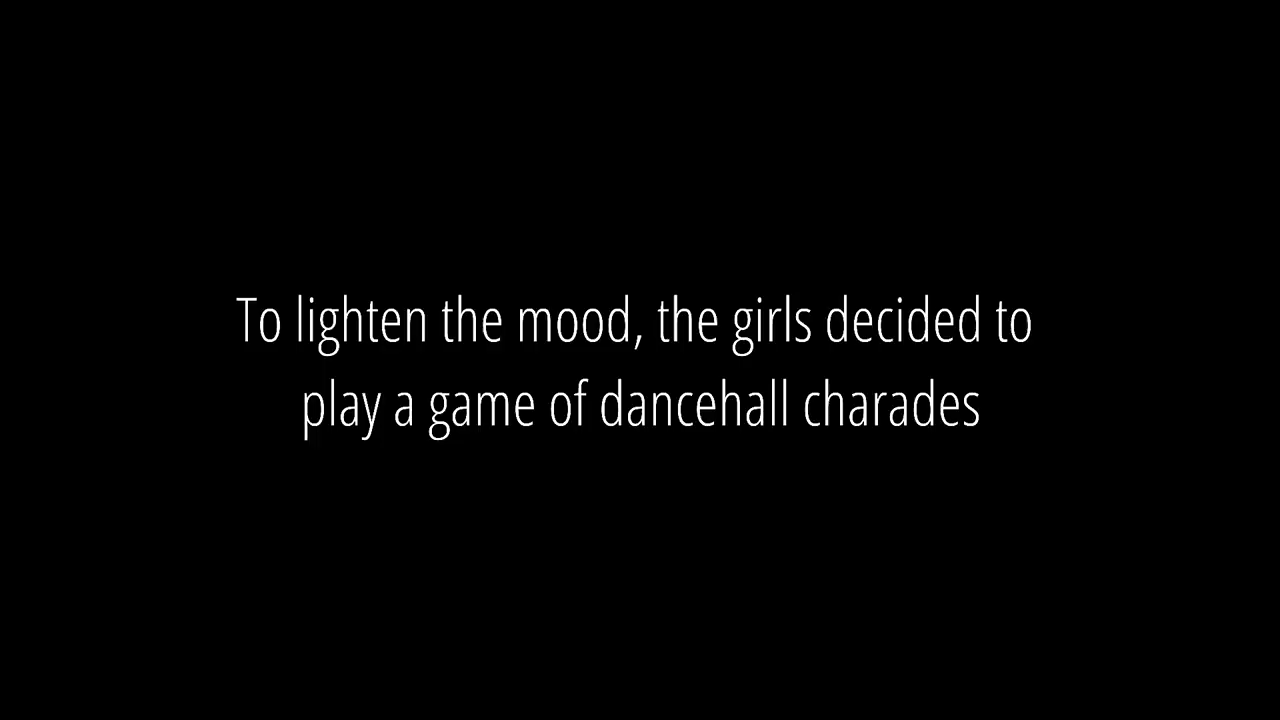 To lighten the mood, the girls decided to
play a game of dancehall charades